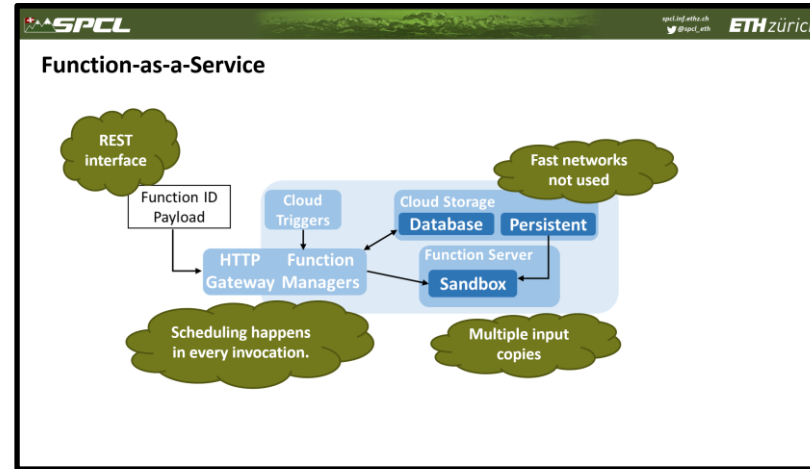 SPCL
spcl.inf.ethz.ch
@spcl_eth
ETH zürich
Function-as-a-Service
REST
interface
Fast networks
not used
Function ID
Payload
Cloud
Triggers
Cloud Storage
Database
Persistent
HTTP
Gateway
Function
Managers
Function Server
Sandbox
Scheduling happens
in every invocation.
Multiple input
copies